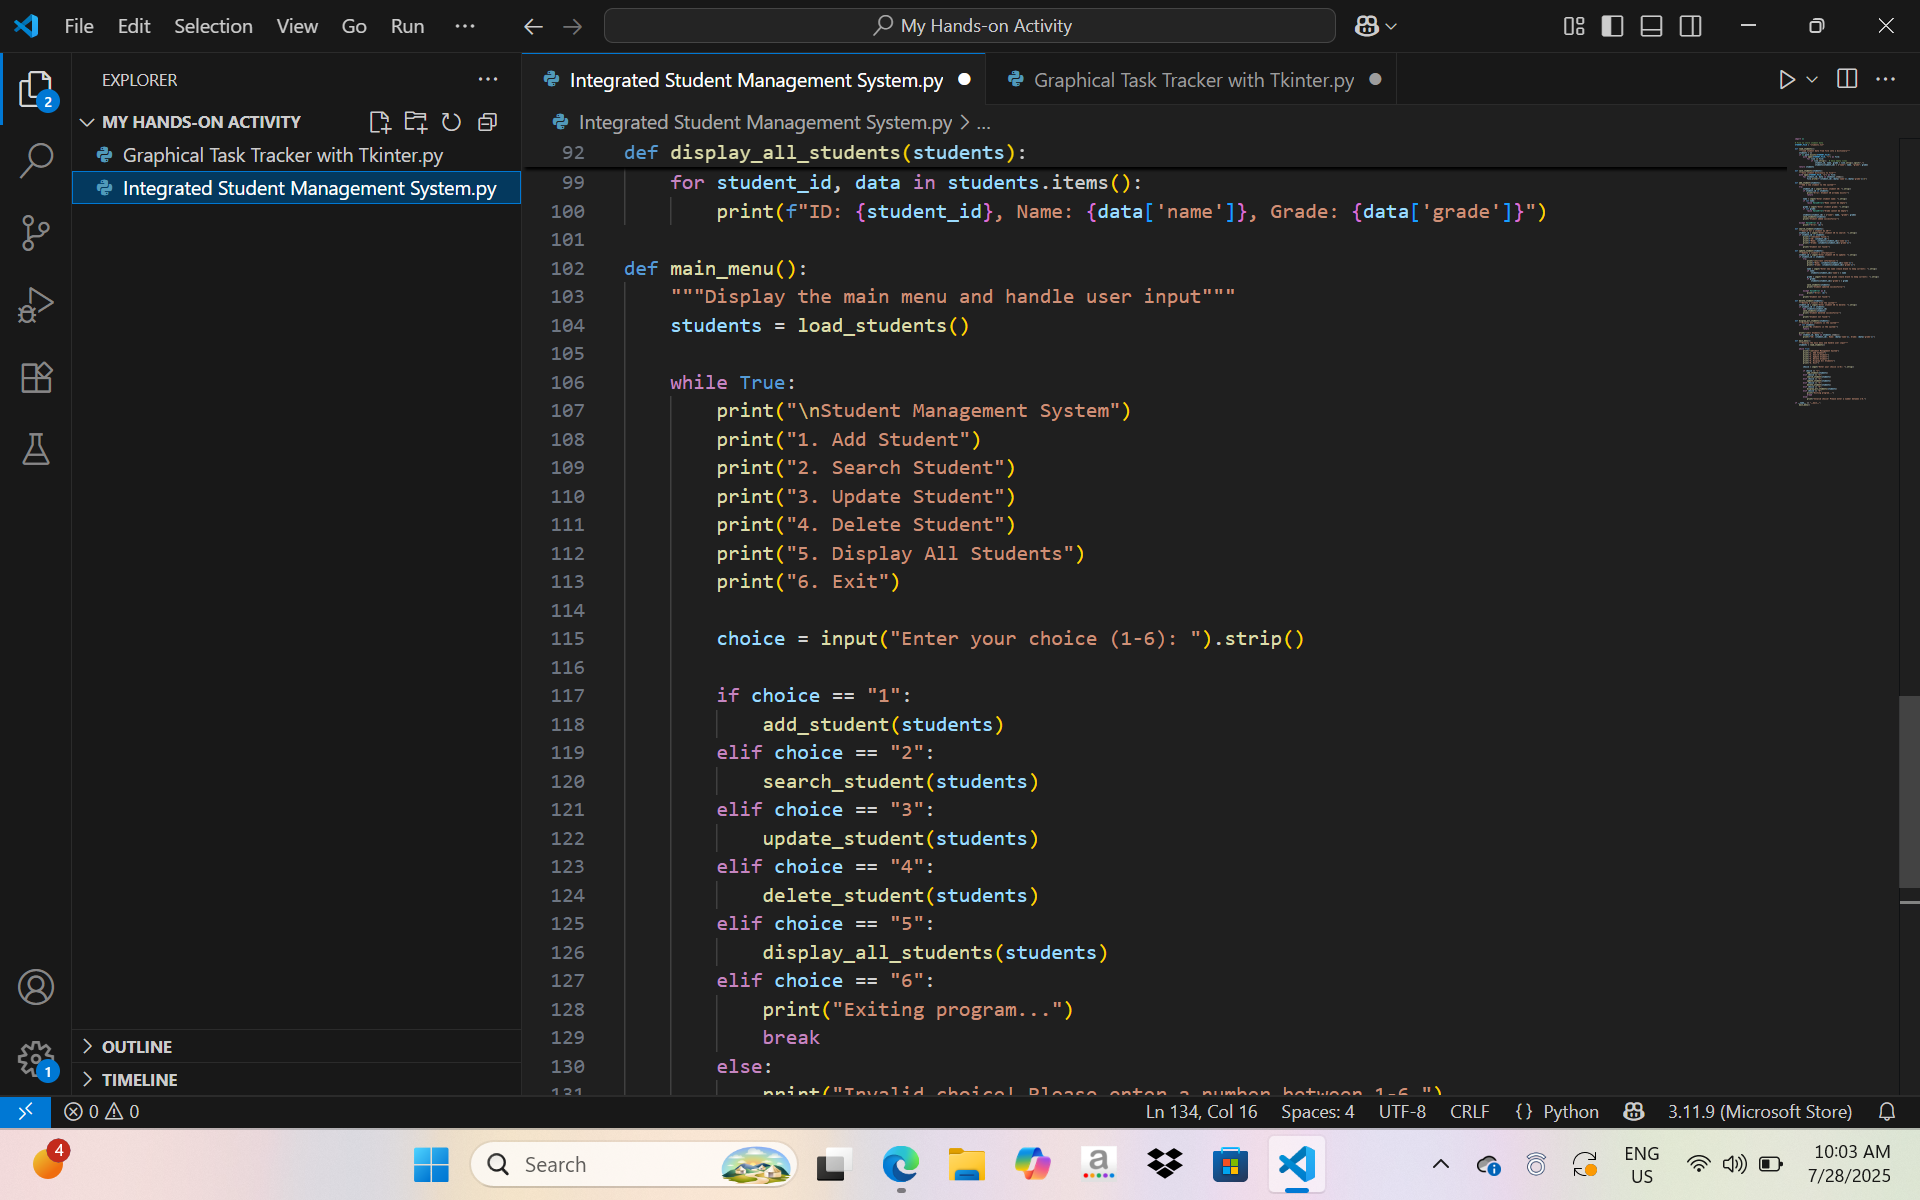 File Edit Selection View Go Run ...
My Hands-on Activity
EXPLORER
MY HANDS-ON ACTIVITY
Graphical Task Tracker with Tkinter.py
Integrated Student Management System.py
OUTLINE
TIMELINE
2
1
Integrated Student Management System.py
Graphical Task Tracker with Tkinter.py
Integrated Student Management System.py > ...
92 def display_all_students(students):
99 for student_id, data in students.items():
100 print(f"ID: {student_id}, Name: {data['name']}, Grade: {data['grade']}")
101
102 def main_menu():
103 """Display the main menu and handle user input"""
104 students = load_students()
105
106 while True:
107 print("\nStudent Management System")
108 print("1. Add Student")
109 print("2. Search Student")
110 print("3. Update Student")
111 print("4. Delete Student")
112 print("5. Display All Students")
113 print("6. Exit")
114
115 choice = input("Enter your choice (1-6): ").strip()
116
117 if choice == "1":
118 add_student(students)
119 elif choice == "2":
120 search_student(students)
121 elif choice == "3":
122 update_student(students)
123 elif choice == "4":
124 delete_student(students)
125 elif choice == "5":
126 display_all_students(students)
127 elif choice == "6":
128 print("Exiting program...")
129 break
130 else:
131 print("Invalid choice! Please enter a number between 1-6.")
0 0
Ln 134, Col 16 Spaces: 4 UTF-8 CRLF {} Python 3.11.9 (Microsoft Store)
4
Search
a
ENG
US
10:03 AM
7/28/2025